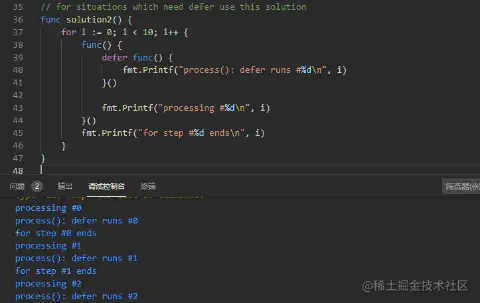 35 // for situations which need defer use this solution
36 func solution2() {
37     for i := 0; i < 10; i++ {
38         func() {
39             defer func() {
40                 fmt.Printf("process(): defer runs #%d\n", i)
41             }()
42
43             fmt.Printf("processing #%d\n", i)
44         }()
45         fmt.Printf("for step #%d ends\n", i)
46     }
47 }
48
问题 2 输出 调试控制台 终端 筛选器(
processing #0
process(): defer runs #0
for step #0 ends
processing #1
process(): defer runs #1
for step #1 ends
processing #2
process(): defer runs #2
@稀土掘金技术社区